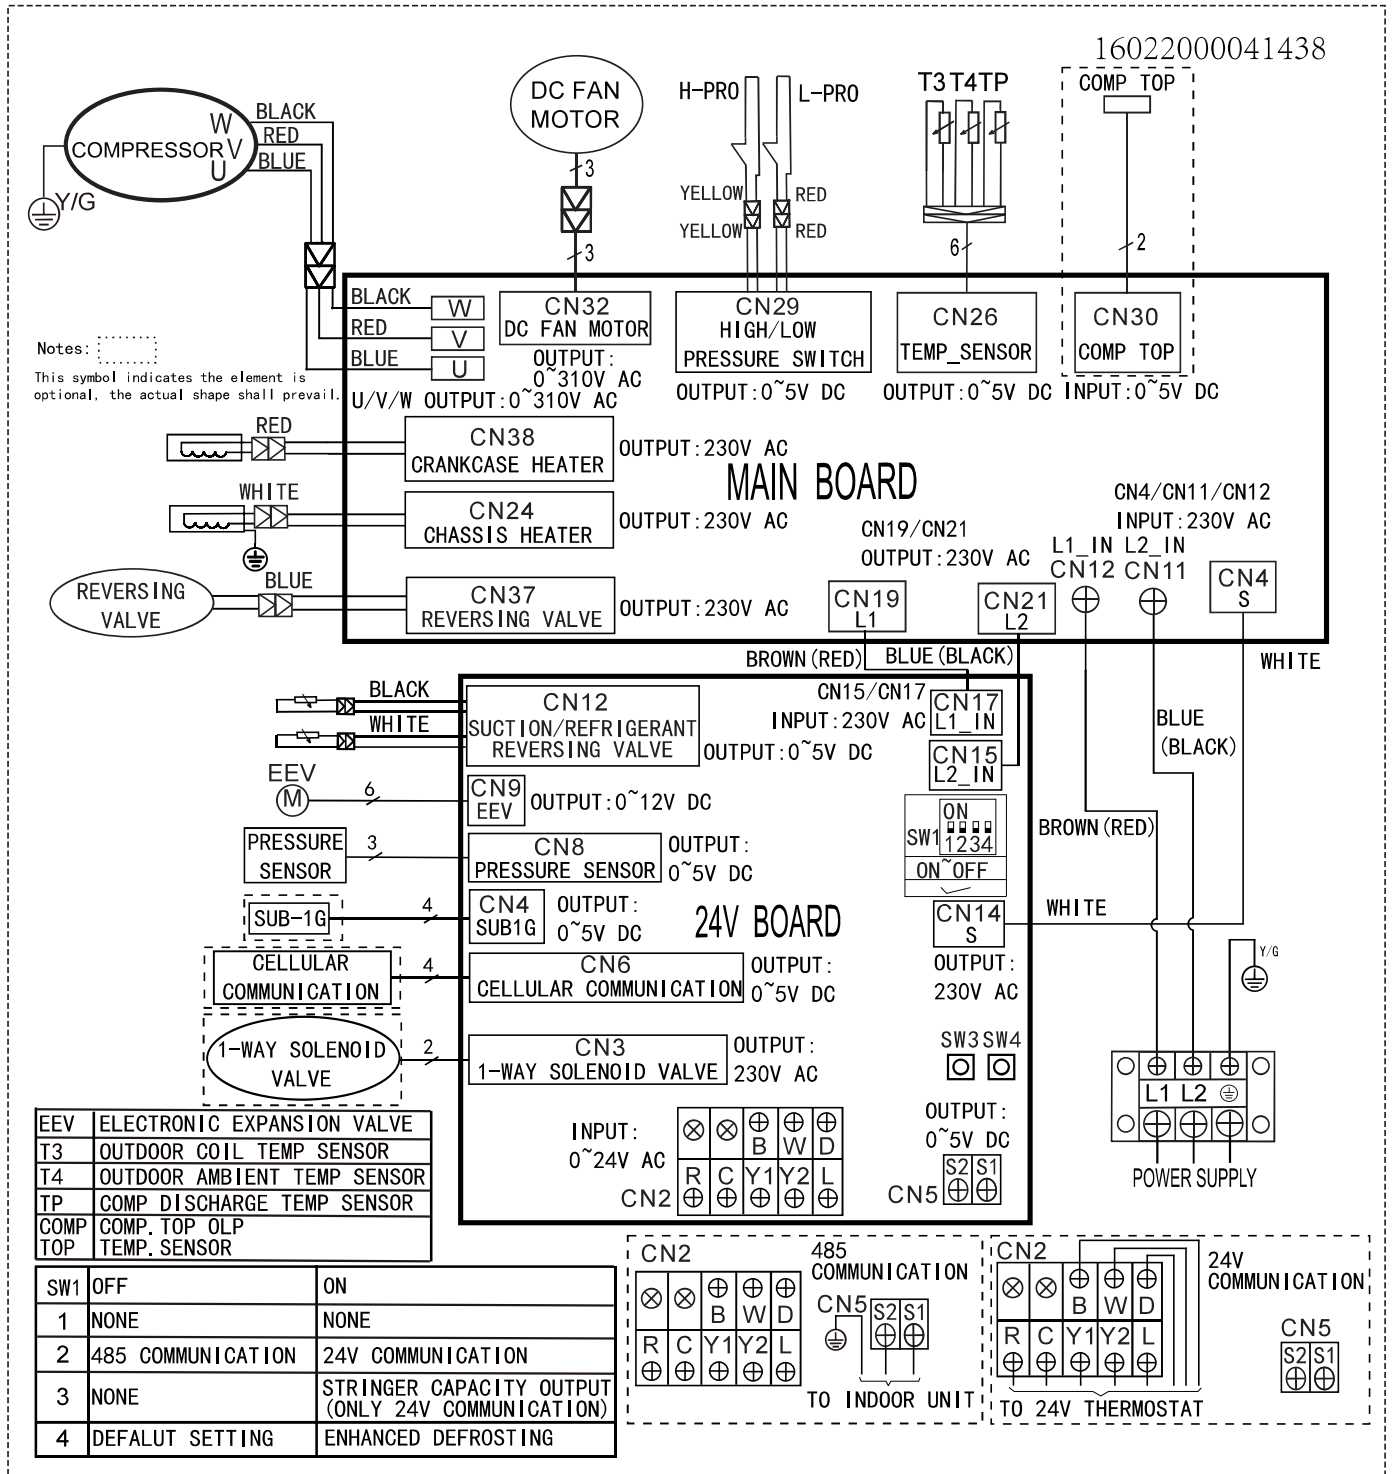 16022000041438
COMPRESSOR
W
V
U
BLACK
RED
BLUE
Y/G
DC FAN
MOTOR
3
3
H-PRO
L-PRO
YELLOW
RED
YELLOW
RED
T3 T4 TP
6
COMP TOP
2
Notes:
This symbol indicates the element is
optional, the actual shape shall prevail.
BLACK
W
RED
V
BLUE
U
U/V/W OUTPUT:0~310V AC
CN32
DC FAN MOTOR
OUTPUT:
0~310V AC
CN29
HIGH/LOW
PRESSURE SWITCH
OUTPUT:0~5V DC
CN26
TEMP_SENSOR
OUTPUT:0~5V DC
CN30
COMP TOP
INPUT:0~5V DC
RED
CN38
CRANKCASE HEATER
OUTPUT:230V AC
MAIN BOARD
WHITE
CN24
CHASSIS HEATER
OUTPUT:230V AC
REVERSING
VALVE
BLUE
CN37
REVERSING VALVE
OUTPUT:230V AC
CN19/CN21
OUTPUT:230V AC
CN4/CN11/CN12
INPUT:230V AC
CN19
L1
CN21
L2
L1_IN
CN12
L2_IN
CN11
CN4
S
BROWN(RED)
BLUE(BLACK)
WHITE
BLACK
WHITE
CN12
SUCTION/REFRIGERANT
REVERSING VALVE
OUTPUT:0~5V DC
CN15/CN17
INPUT:230V AC
CN17
L1_IN
CN15
L2_IN
BLUE
(BLACK)
EEV
M
6
CN9
EEV
OUTPUT:0~12V DC
SW1
ON
1234
ON~OFF
BROWN(RED)
PRESSURE
SENSOR
3
CN8
PRESSURE SENSOR
OUTPUT:
0~5V DC
SUB-1G
4
CN4
SUB1G
OUTPUT:
0~5V DC
24V BOARD
CN14
S
WHITE
OUTPUT:
230V AC
CELLULAR
COMMUNICATION
4
CN6
CELLULAR COMMUNICATION
OUTPUT:
0~5V DC
Y/G
1-WAY SOLENOID
VALVE
2
CN3
1-WAY SOLENOID VALVE
OUTPUT:
230V AC
SW3 SW4
L1 L2
POWER SUPPLY
INPUT:
0~24V AC
CN2
B W D
R C Y1 Y2 L
OUTPUT:
0~5V DC
CN5
S2 S1
EEV ELECTRONIC EXPANSION VALVE
T3 OUTDOOR COIL TEMP SENSOR
T4 OUTDOOR AMBIENT TEMP SENSOR
TP COMP DISCHARGE TEMP SENSOR
COMP COMP.TOP OLP
TOP TEMP.SENSOR
SW1 OFF ON
1 NONE NONE
2 485 COMMUNICATION 24V COMMUNICATION
3 NONE STRINGER CAPACITY OUTPUT
(ONLY 24V COMMUNICATION)
4 DEFALUT SETTING ENHANCED DEFROSTING
CN2
B W D
R C Y1 Y2 L
485
COMMUNICATION
CN5
S2 S1
TO INDOOR UNIT
CN2
B W D
R C Y1 Y2 L
TO 24V THERMOSTAT
24V
COMMUNICATION
CN5
S2 S1